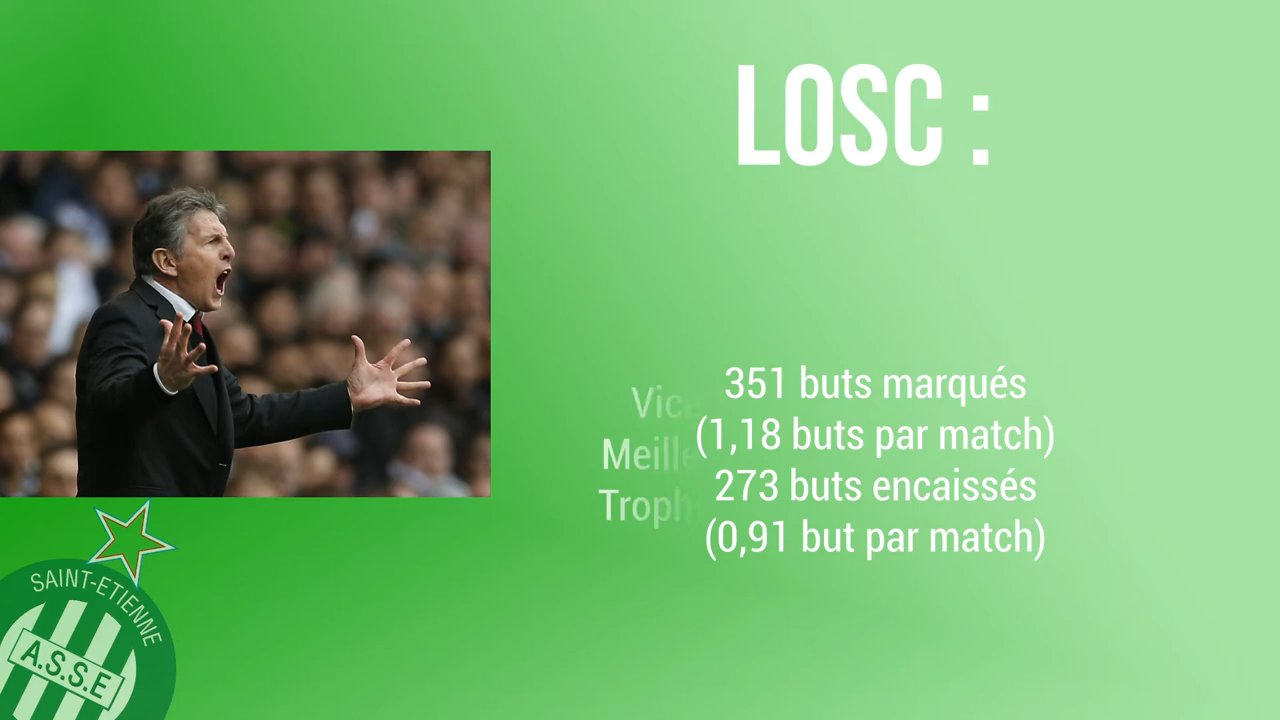 LOSC :
351 buts marqués
(1,18 buts par match)
273 buts encaissés
(0,91 but par match)
SAINT-ETIENNE
A.S.S.E